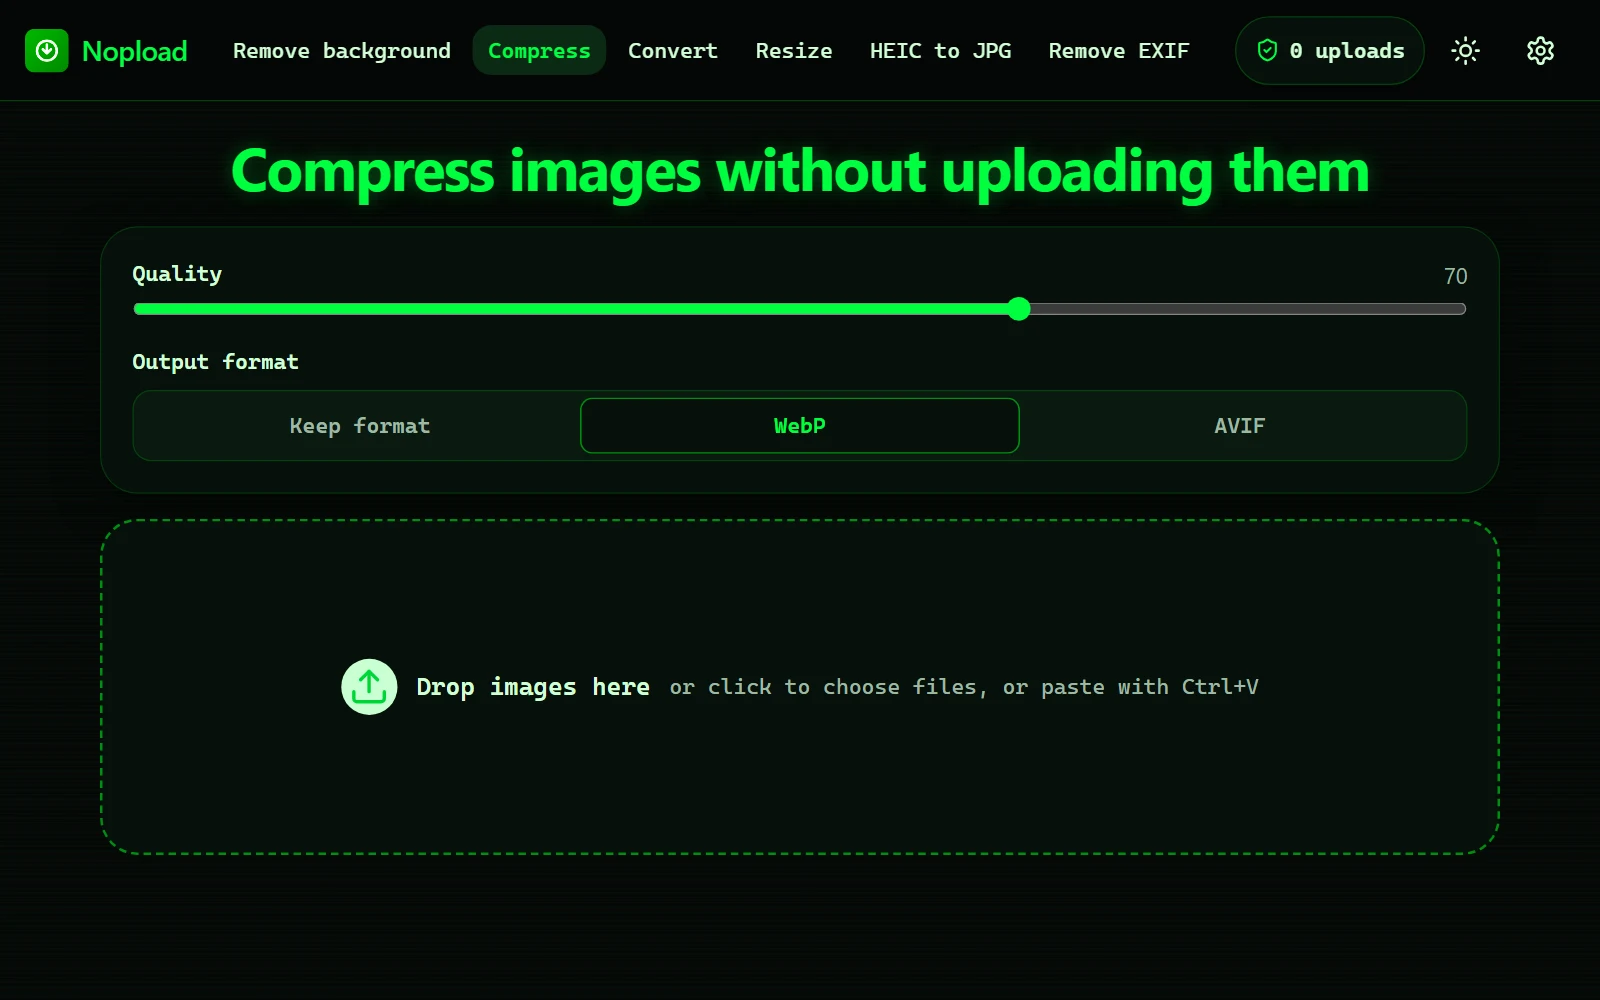 Nopload
Remove background
Compress
Convert
Resize
HEIC to JPG
Remove EXIF
0 uploads
Compress images without uploading them
Quality
70
Output format
Keep format
WebP
AVIF
Drop images here or click to choose files, or paste with Ctrl+V